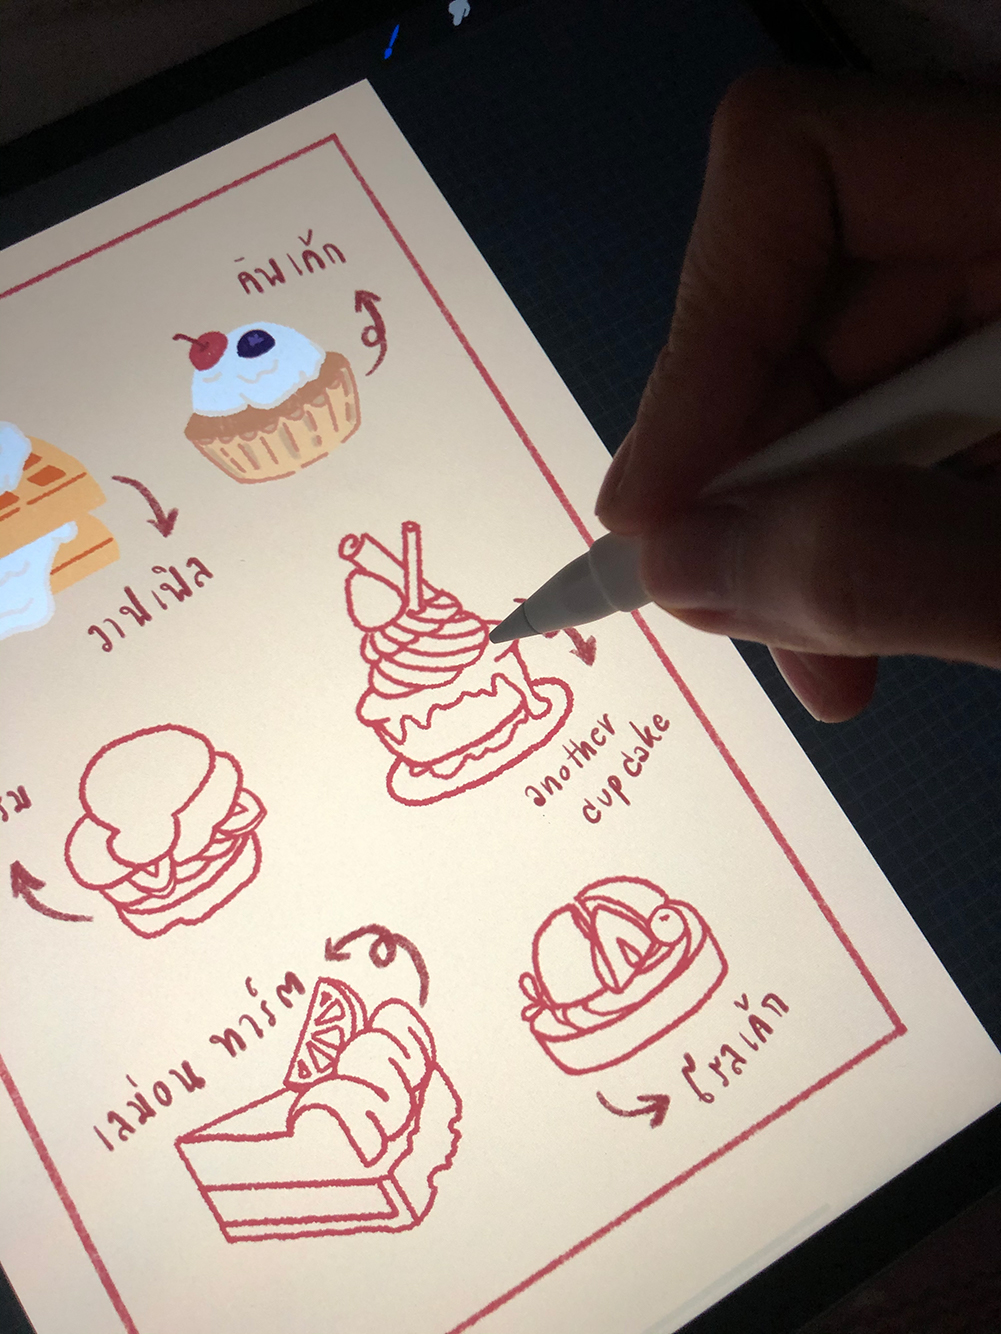 คัพเค้ก
วาปเฟิล
another
cupcake
เลม่อน ทาร์ต
โรลเค้ก